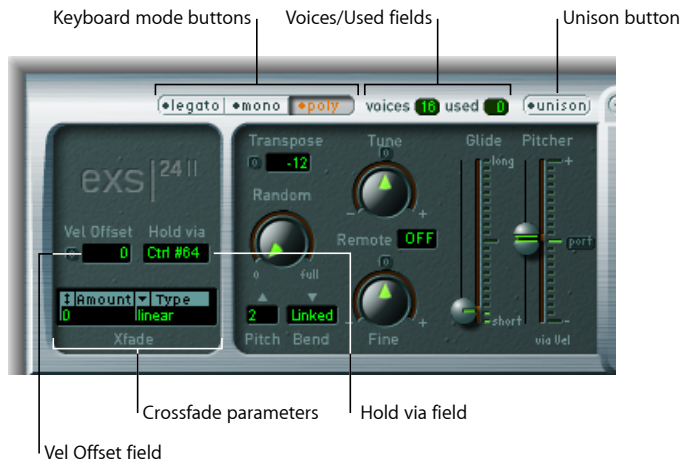 Keyboard mode buttons Voices/Used fields Unison button
legato mono poly voices 16 used 0 unison
exs 24 II
Transpose Tune Glide Pitcher
0 -12 0 long +
Random
- +
Vel Offset Hold via
0 0 Ctrl #64
Remote OFF port
0 full 0
Amount Type
0 linear
2 Linked
- + short -
Xfade Pitch Bend Fine via Vel
Crossfade parameters Hold via field
Vel Offset field